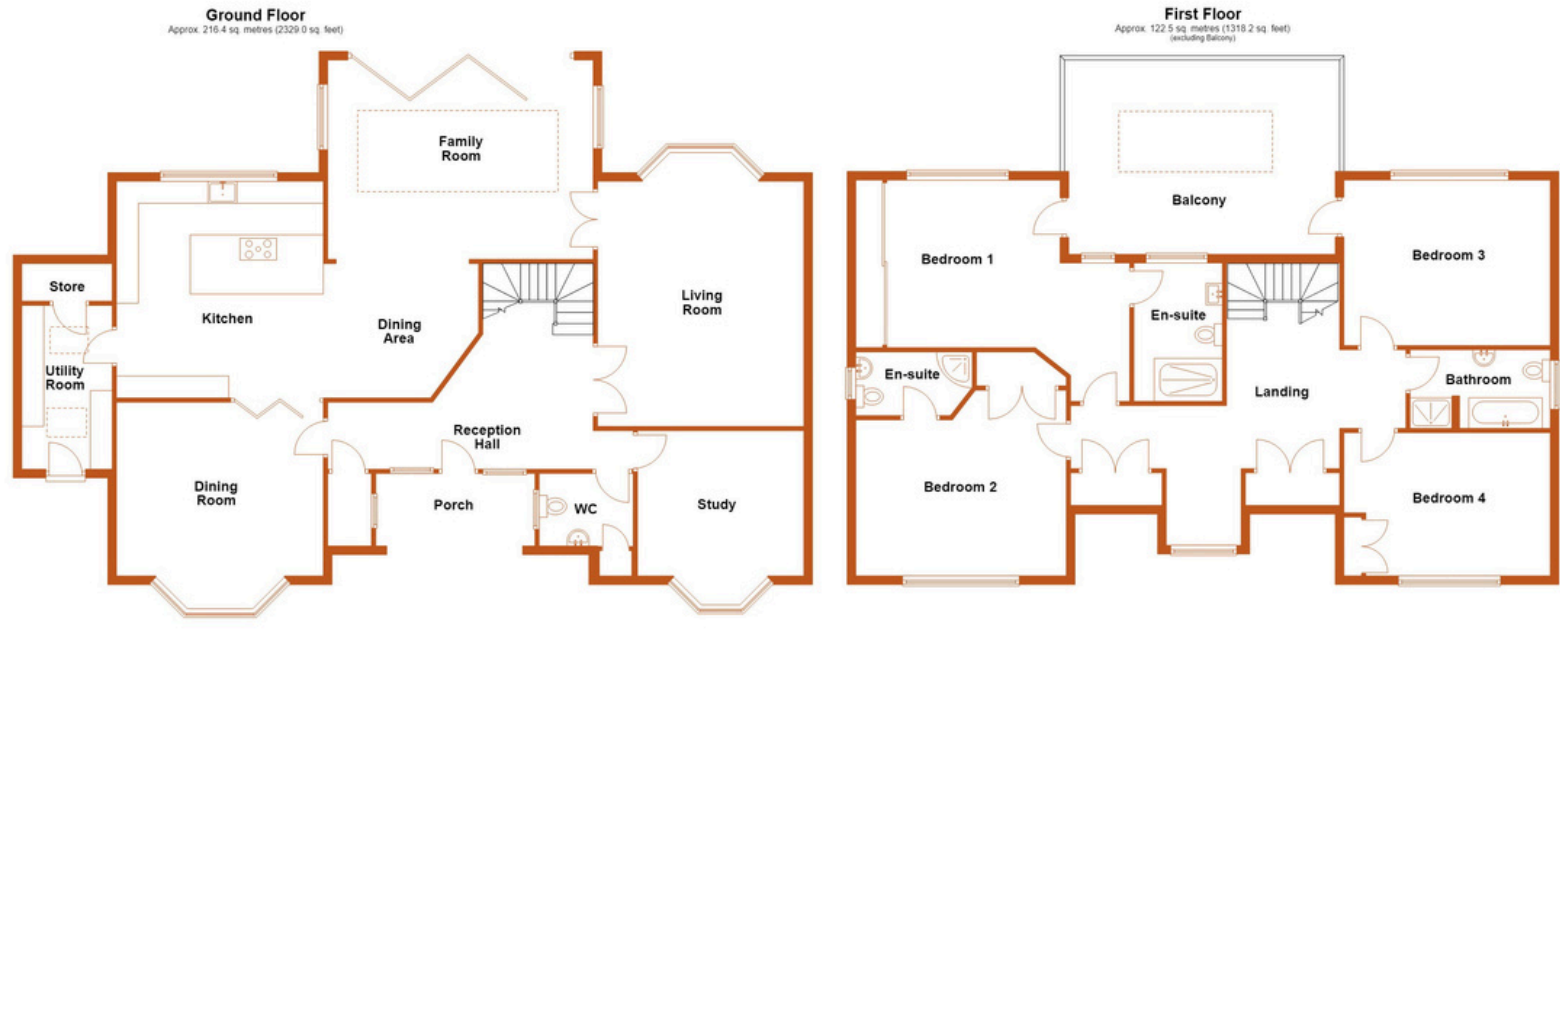 Ground Floor
Approx. 216.4 sq. metres (2329.0 sq. feet)
Family
Room
Store
Kitchen
Living
Room
Dining
Area
Utility
Room
Reception
Hall
Dining
Room
Porch
WC
Study
First Floor
Approx. 122.5 sq. metres (1318.2 sq. feet)
(excluding Balcony)
Balcony
Bedroom 1
Bedroom 3
En-suite
En-suite
Landing
Bathroom
Bedroom 2
Bedroom 4